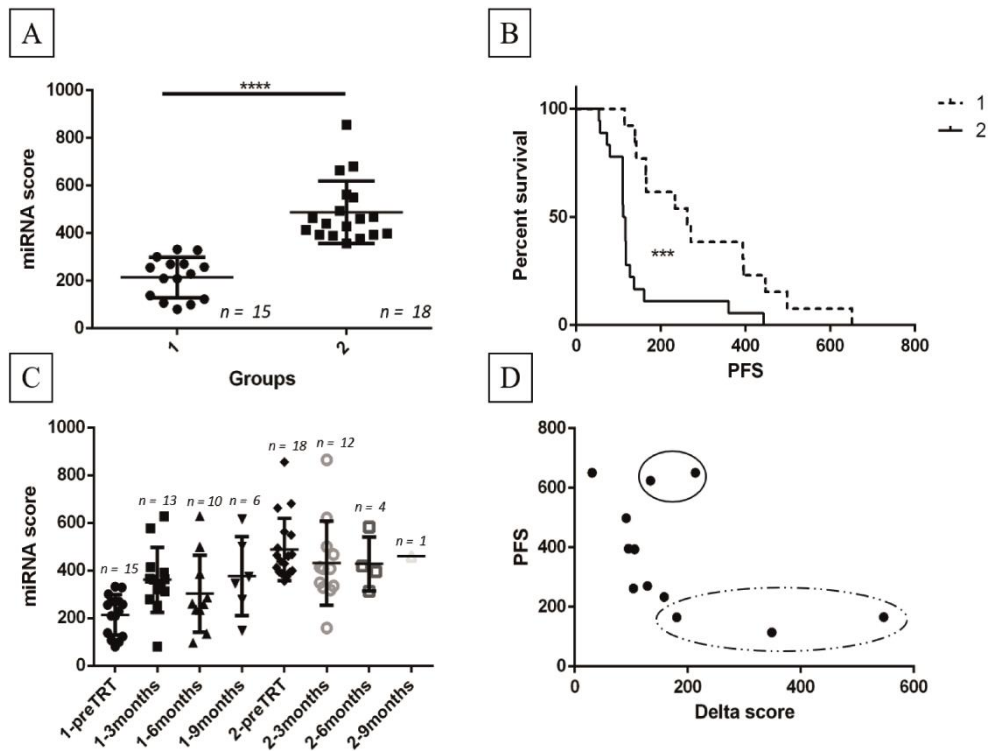 A
miRNA score
1000
800
600
400
200
0
****
n = 15
n = 18
1
2
Groups
B
Percent survival
100
50
0
***
1
2
0
200
400
600
800
PFS
C
miRNA score
1000
800
600
400
200
0
n = 15
n = 13
n = 10
n = 6
n = 18
n = 12
n = 4
n = 1
1-preTRT
1-3months
1-6months
1-9months
2-preTRT
2-3months
2-6months
2-9months
D
PFS
800
600
400
200
0
0
200
400
600
Delta score